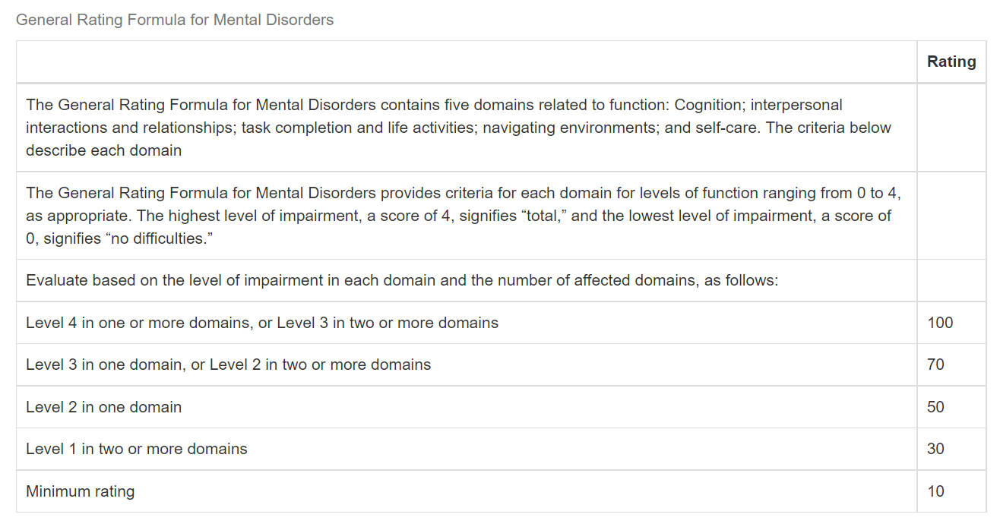 General Rating Formula for Mental Disorders
Rating
The General Rating Formula for Mental Disorders contains five domains related to function: Cognition; interpersonal
interactions and relationships; task completion and life activities; navigating environments; and self-care. The criteria below
describe each domain
The General Rating Formula for Mental Disorders provides criteria for each domain for levels of function ranging from 0 to 4,
as appropriate. The highest level of impairment, a score of 4, signifies “total,” and the lowest level of impairment, a score of
0, signifies “no difficulties.”
Evaluate based on the level of impairment in each domain and the number of affected domains, as follows:
Level 4 in one or more domains, or Level 3 in two or more domains 100
Level 3 in one domain, or Level 2 in two or more domains 70
Level 2 in one domain 50
Level 1 in two or more domains 30
Minimum rating 10